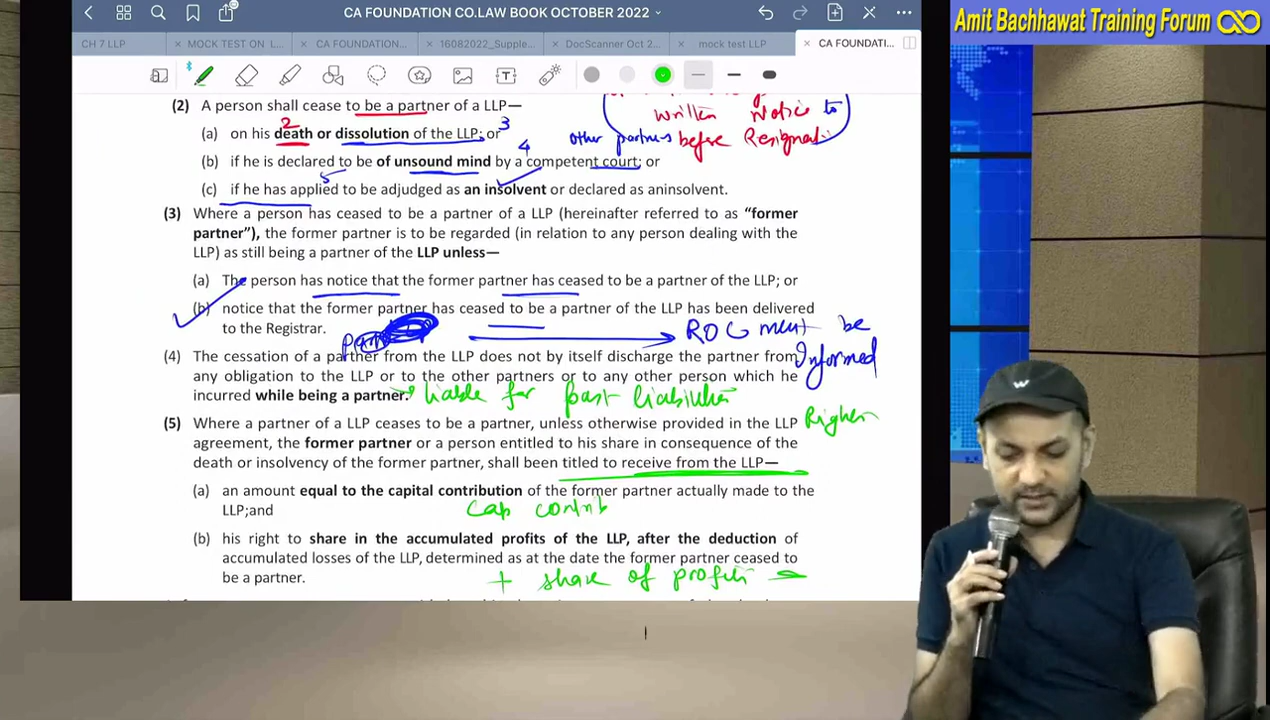 CA FOUNDATION CO.LAW BOOK OCTOBER 2022
Amit Bachhawat Training Forum
CH 7 LLP
MOCK TEST ON L...
CA FOUNDATION...
16082022_Supple...
DocScanner Oct 2...
mock test LLP
CA FOUNDATI...
written Notice to
other partners before Resignat
(2) A person shall cease to be a partner of a LLP—
2
(a) on his death or dissolution of the LLP; or
3
4
(b) if he is declared to be of unsound mind by a competent court; or
5
(c) if he has applied to be adjudged as an insolvent or declared as aninsolvent.
(3) Where a person has ceased to be a partner of a LLP (hereinafter referred to as “former
partner”), the former partner is to be regarded (in relation to any person dealing with the
LLP) as still being a partner of the LLP unless—
(a) The person has notice that the former partner has ceased to be a partner of the LLP; or
(b) notice that the former partner has ceased to be a partner of the LLP has been delivered
to the Registrar.
ROC must be
Informed
(4) The cessation of a partner from the LLP does not by itself discharge the partner from
any obligation to the LLP or to the other partners or to any other person which he
incurred while being a partner.
liable for past liabilities
(5) Where a partner of a LLP ceases to be a partner, unless otherwise provided in the LLP
agreement, the former partner or a person entitled to his share in consequence of the
death or insolvency of the former partner, shall been titled to receive from the LLP—
(a) an amount equal to the capital contribution of the former partner actually made to the
LLP;and
Cap contrib
(b) his right to share in the accumulated profits of the LLP, after the deduction of
accumulated losses of the LLP, determined as at the date the former partner ceased to
be a partner.
+ share of profits